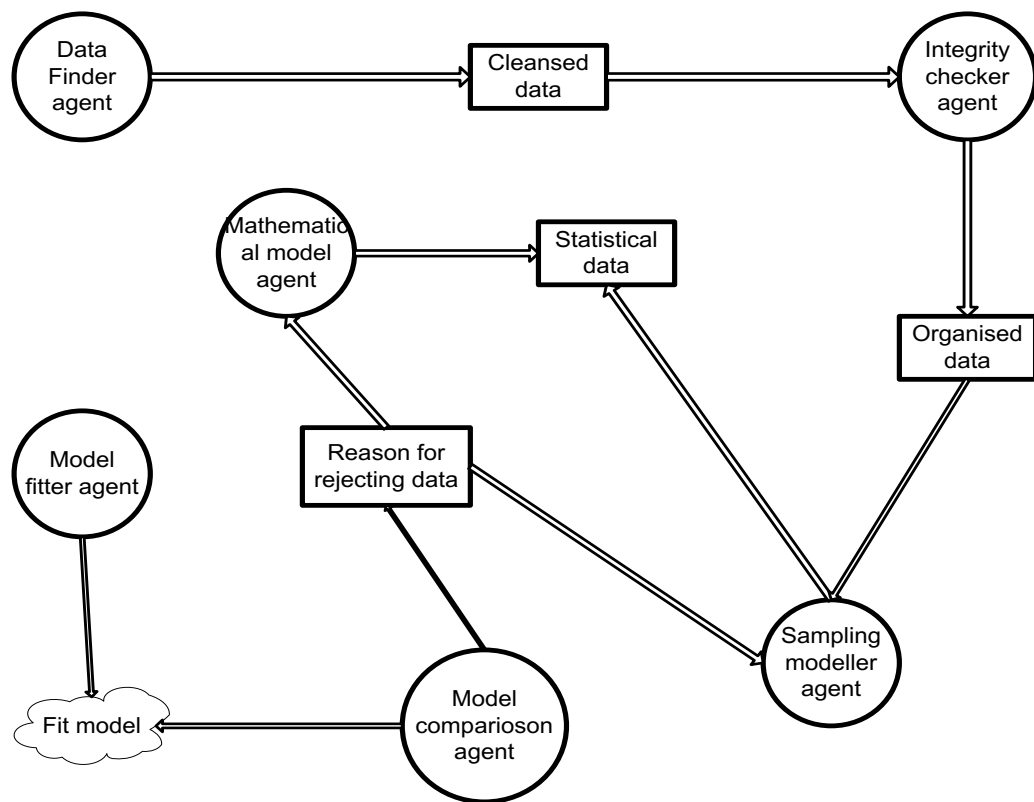 Data
Finder
agent
Cleansed
data
Integrity
checker
agent
Mathematic
al model
agent
Statistical
data
Organised
data
Model
fitter agent
Reason for
rejecting data
Sampling
modeller
agent
Fit model
Model
comparioson
agent